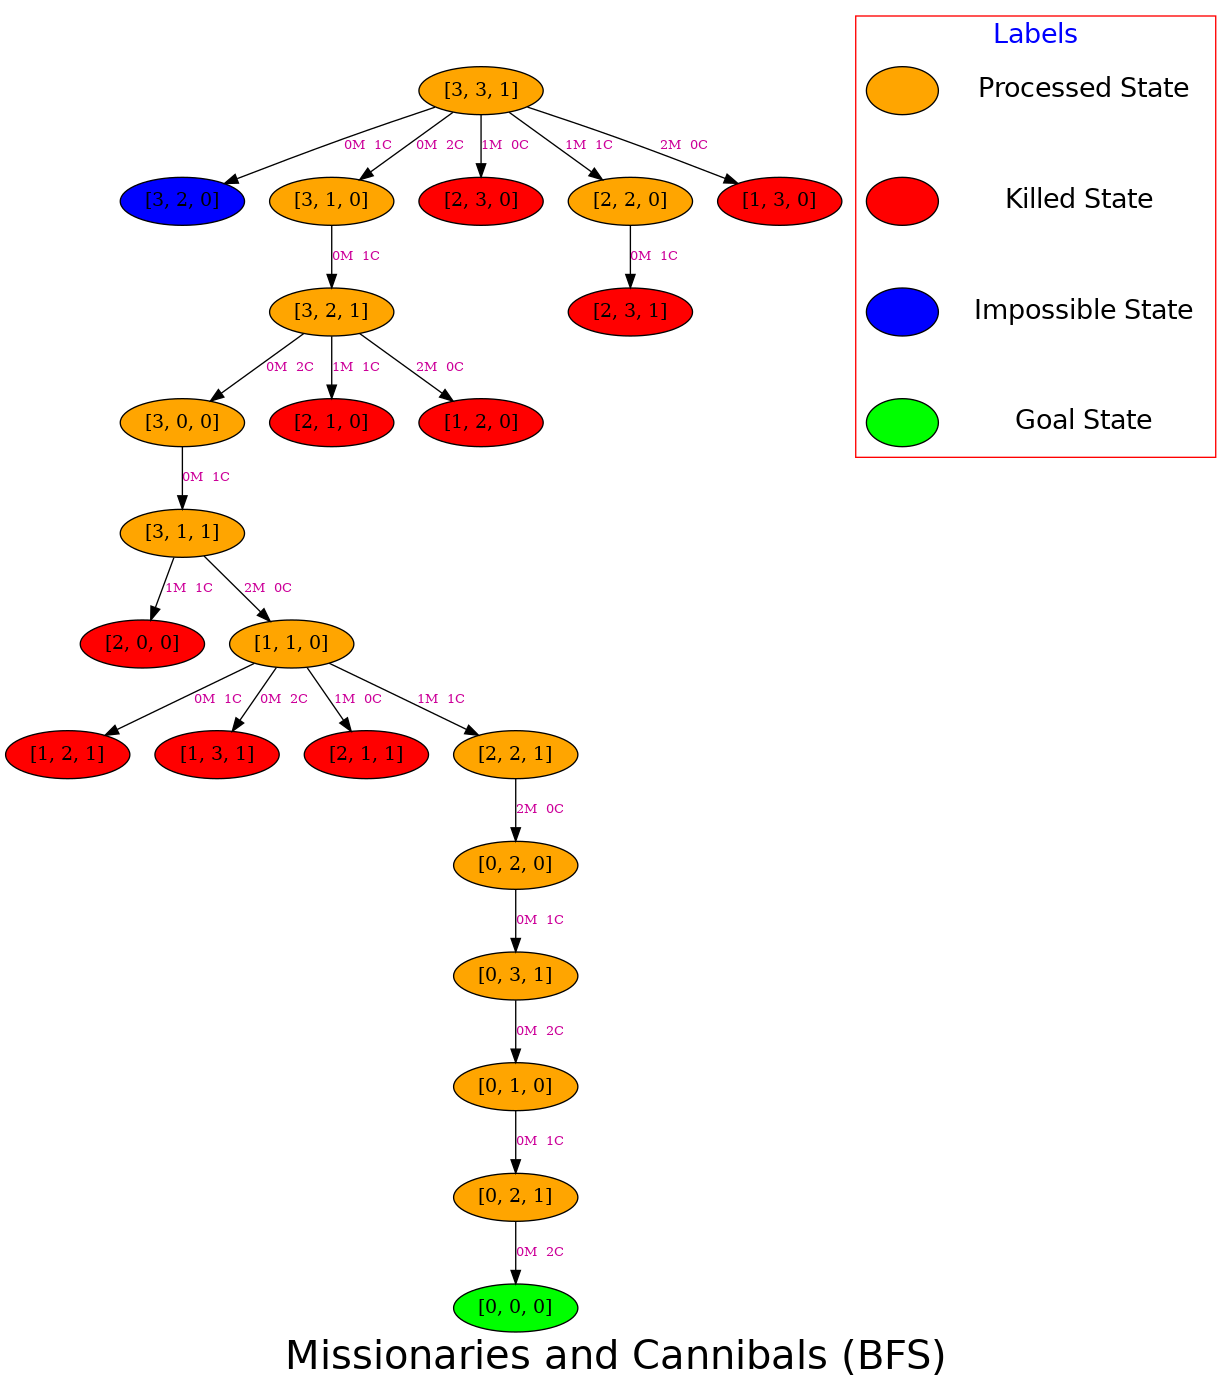 Labels
[3, 3, 1]
Processed State
0M 1C
0M 2C
1M 0C
1M 1C
2M 0C
[3, 2, 0]
[3, 1, 0]
[2, 3, 0]
[2, 2, 0]
[1, 3, 0]
Killed State
0M 1C
0M 1C
[3, 2, 1]
[2, 3, 1]
Impossible State
0M 2C
1M 1C
2M 0C
[3, 0, 0]
[2, 1, 0]
[1, 2, 0]
Goal State
0M 1C
[3, 1, 1]
1M 1C
2M 0C
[2, 0, 0]
[1, 1, 0]
0M 1C
0M 2C
1M 0C
1M 1C
[1, 2, 1]
[1, 3, 1]
[2, 1, 1]
[2, 2, 1]
2M 0C
[0, 2, 0]
0M 1C
[0, 3, 1]
0M 2C
[0, 1, 0]
0M 1C
[0, 2, 1]
0M 2C
[0, 0, 0]
Missionaries and Cannibals (BFS)